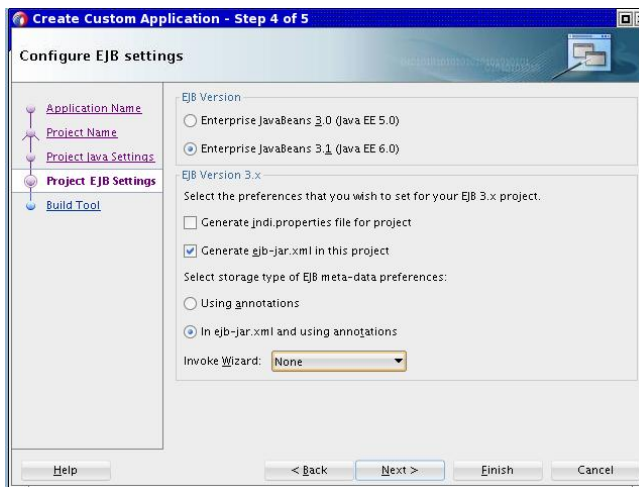 Create Custom Application - Step 4 of 5
Configure EJB settings
Application Name
Project Name
Project Java Settings
Project EJB Settings
Build Tool
EJB Version
Enterprise JavaBeans 3.0 (Java EE 5.0)
Enterprise JavaBeans 3.1 (Java EE 6.0)
EJB Version 3.x
Select the preferences that you wish to set for your EJB 3.x project.
Generate jndi.properties file for project
Generate ejb-jar.xml in this project
Select storage type of EJB meta-data preferences:
Using annotations
In ejb-jar.xml and using annotations
Invoke Wizard: None
Help
< Back
Next >
Finish
Cancel